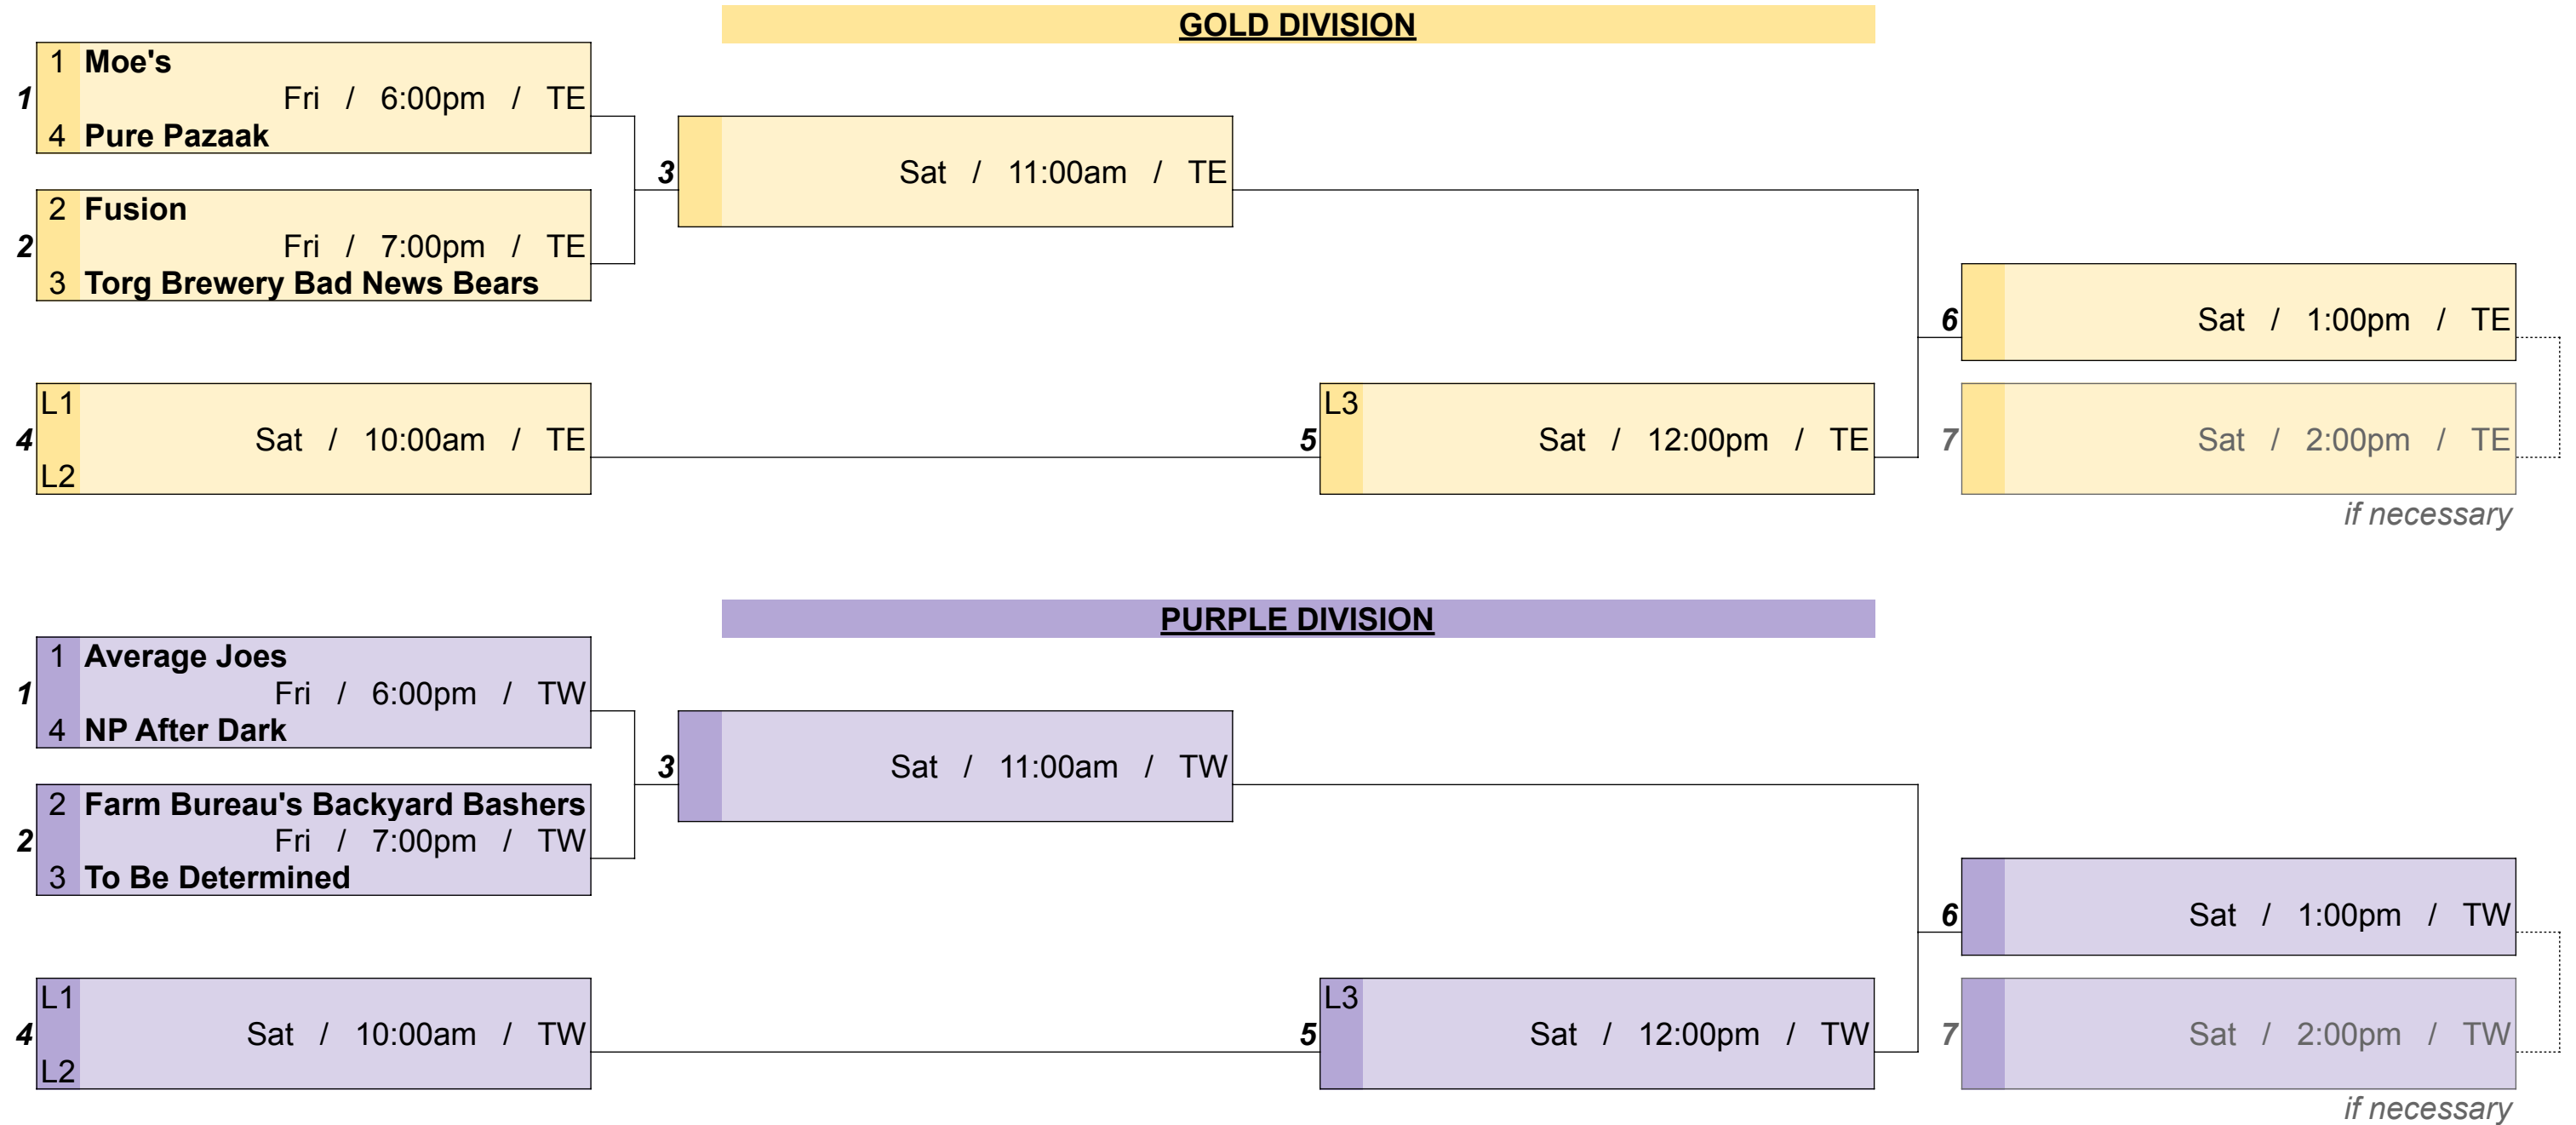 GOLD DIVISION
1 Moe's
1 Fri / 6:00pm / TE
4 Pure Pazaak
3 Sat / 11:00am / TE
2 Fusion
2 Fri / 7:00pm / TE
3 Torg Brewery Bad News Bears
6 Sat / 1:00pm / TE
L1
4 Sat / 10:00am / TE
L2
L3
5 Sat / 12:00pm / TE
7 Sat / 2:00pm / TE
if necessary
PURPLE DIVISION
1 Average Joes
1 Fri / 6:00pm / TW
4 NP After Dark
3 Sat / 11:00am / TW
2 Farm Bureau's Backyard Bashers
2 Fri / 7:00pm / TW
3 To Be Determined
6 Sat / 1:00pm / TW
L1
4 Sat / 10:00am / TW
L2
L3
5 Sat / 12:00pm / TW
7 Sat / 2:00pm / TW
if necessary